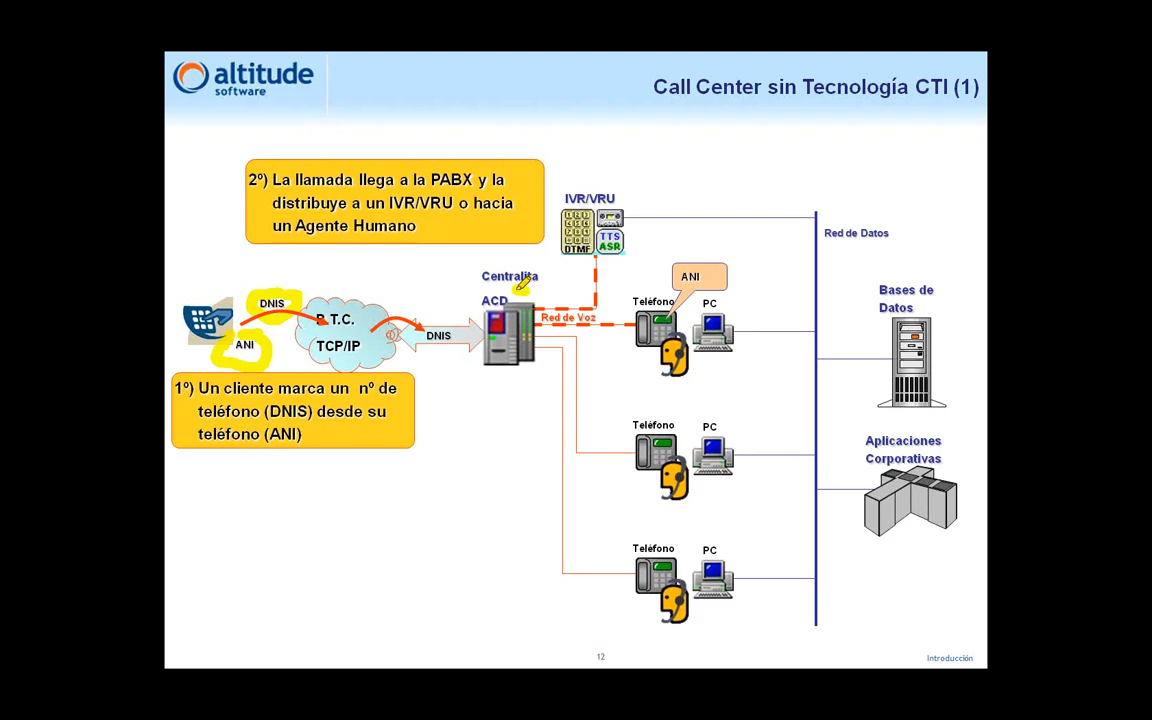 altitude
software
Call Center sin Tecnología CTI (1)
2º) La llamada llega a la PABX y la
distribuye a un IVR/VRU o hacia
un Agente Humano
IVR/VRU
DTMF
TTS
ASR
Red de Datos
Centralita
ACD
Red de Voz
ANI
Teléfono
PC
Bases de
Datos
DNIS
ANI
P.T.C.
TCP/IP
DNIS
1º) Un cliente marca un nº de
teléfono (DNIS) desde su
teléfono (ANI)
Teléfono
PC
Aplicaciones
Corporativas
Teléfono
PC
12
Introducción